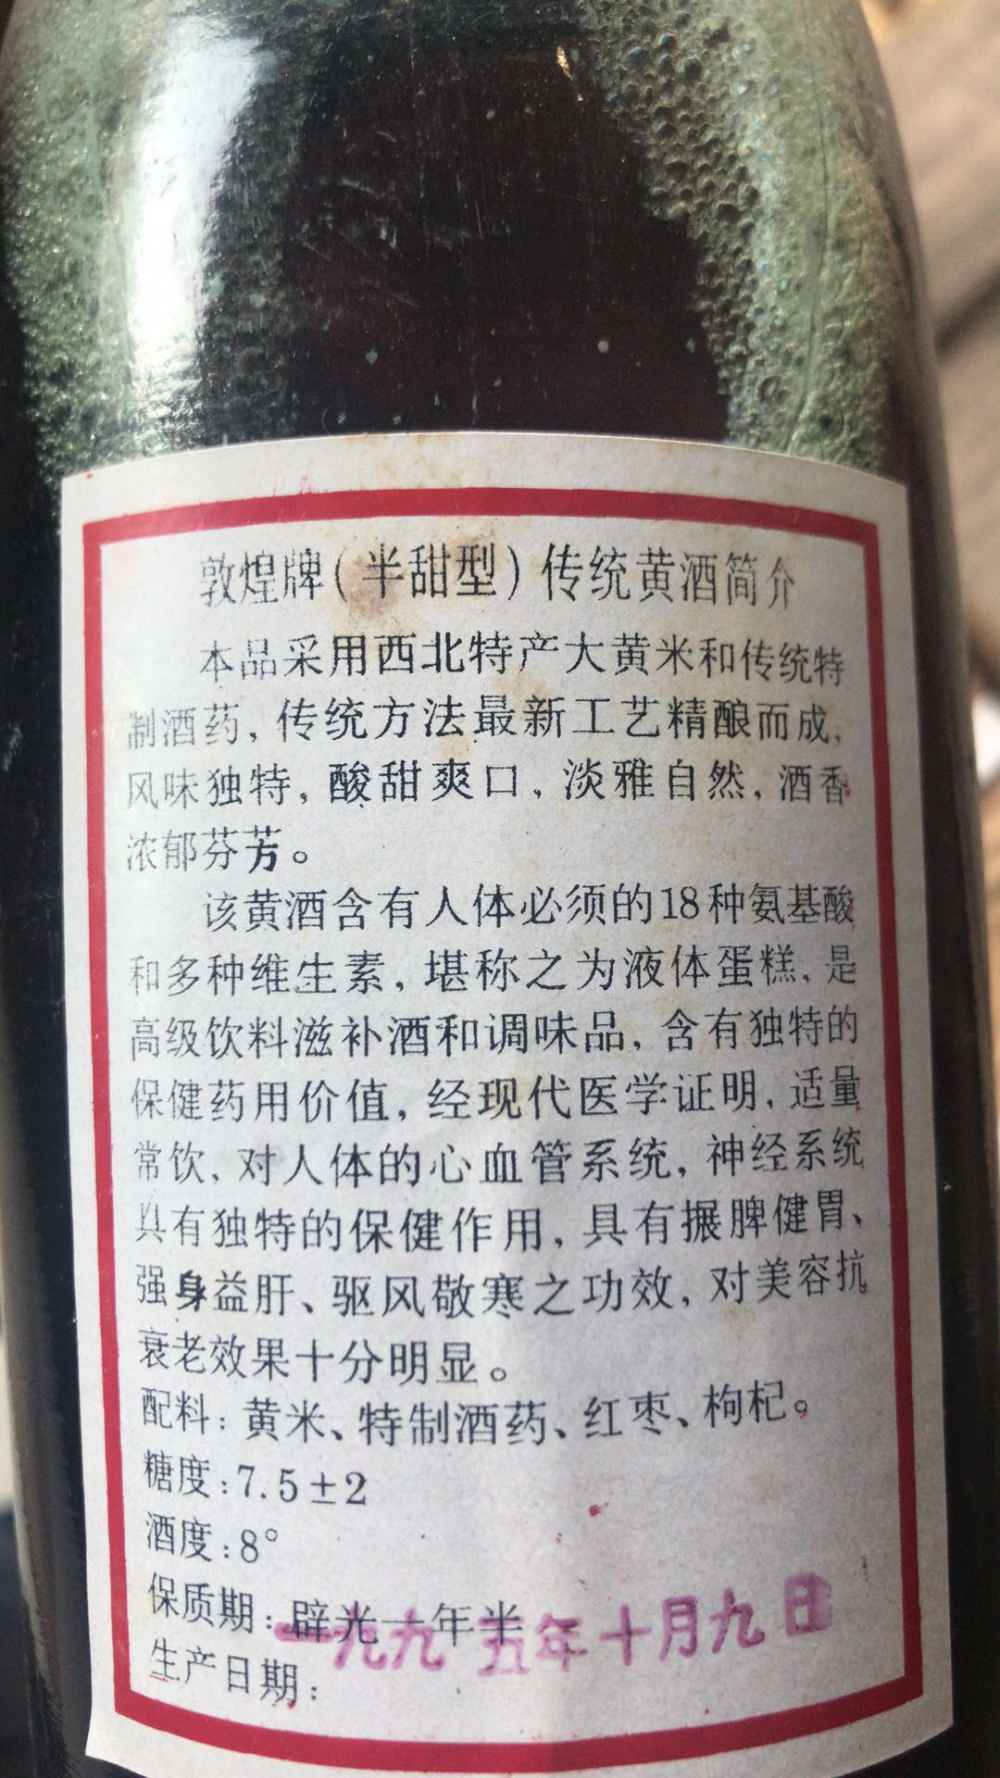 敦煌牌(半甜型)传统黄酒简介
本品采用西北特产大黄米和传统特
制酒药,传统方法最新工艺精酿而成,
风味独特,酸甜爽口,淡雅自然,酒香
浓郁芬芳。
该黄酒含有人体必须的18种氨基酸
和多种维生素,堪称之为液体蛋糕,是
高级饮料滋补酒和调味品,含有独特的
保健药用价值,经现代医学证明,适量
常饮,对人体的心血管系统,神经系统
具有独特的保健作用,具有搌脾健胃、
强身益肝、驱风敬寒之功效,对美容抗
衰老效果十分明显。
配料:黄米、特制酒药、红枣、枸杞。
糖度:7.5±2
酒度:8°
保质期:辟光一年半
一九九五年十月九日
生产日期: